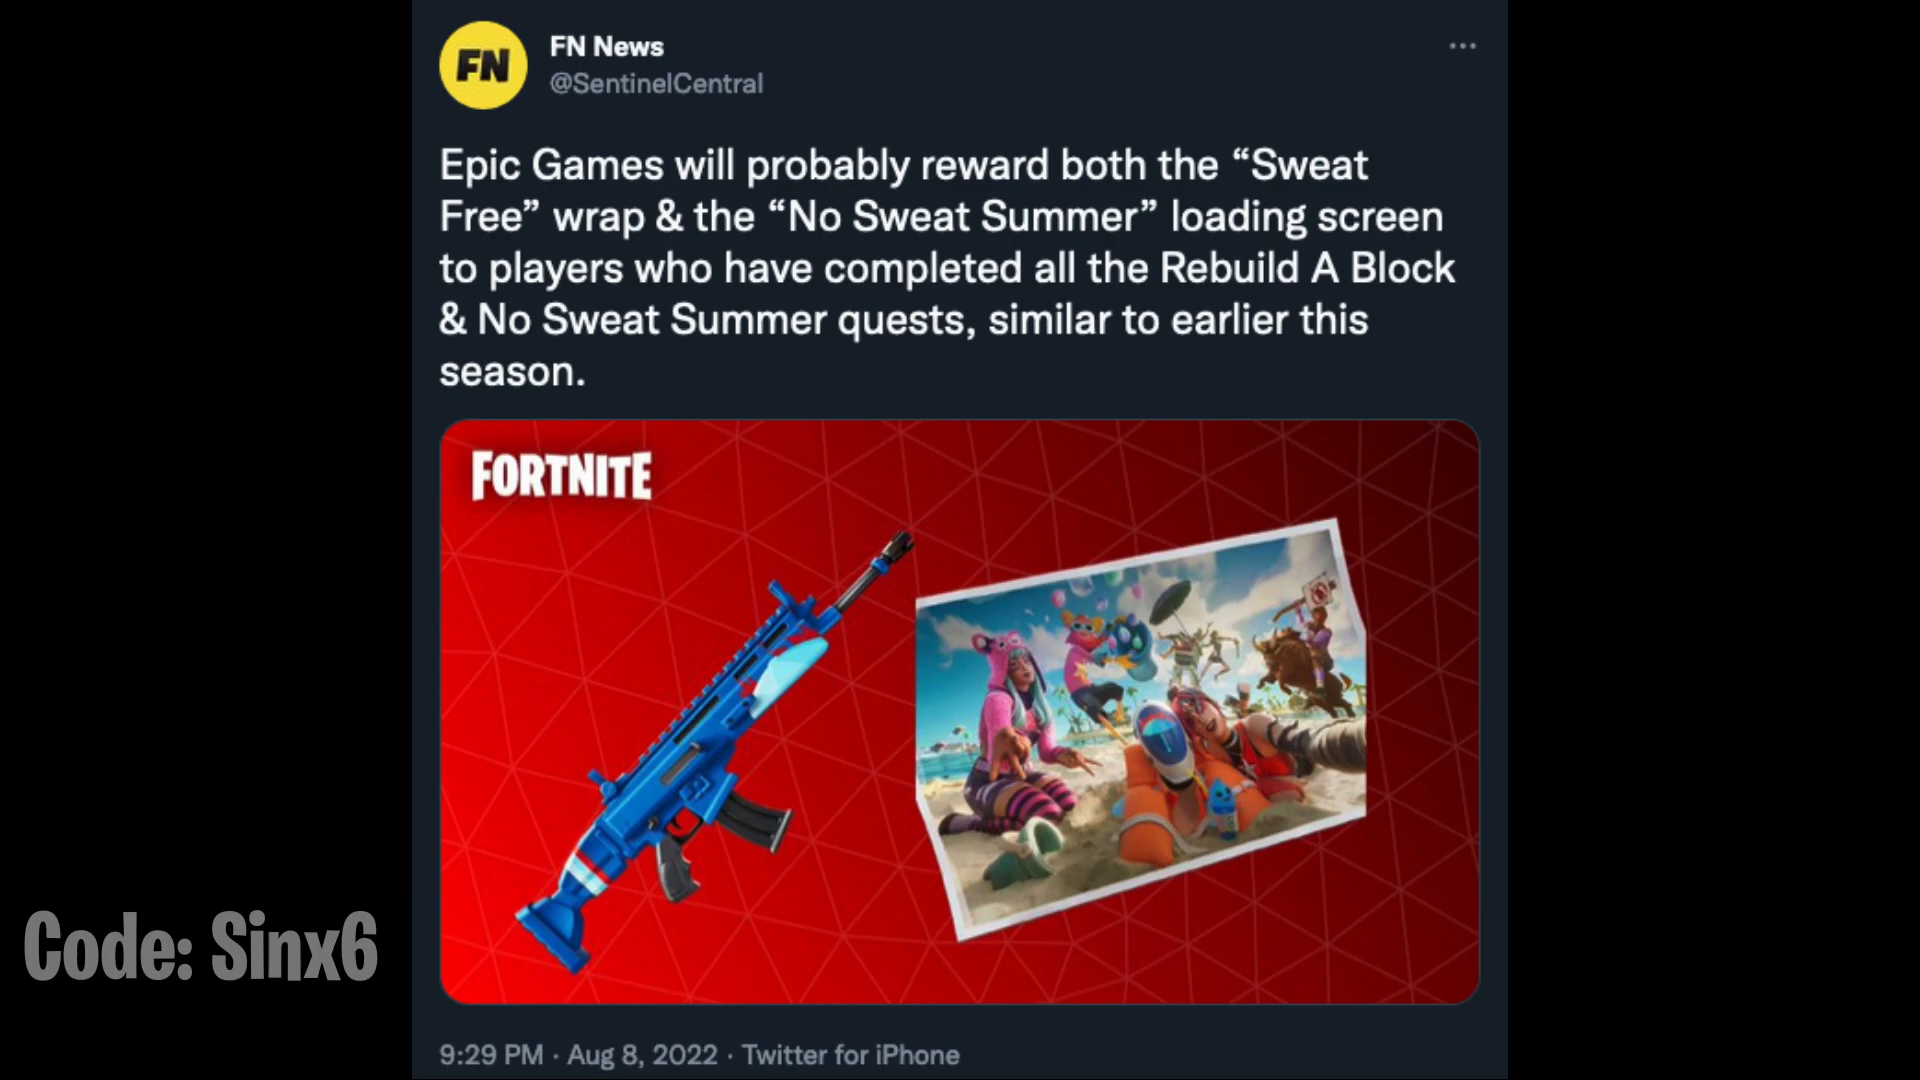 FN
FN News
@SentinelCentral
Epic Games will probably reward both the “Sweat
Free” wrap & the “No Sweat Summer” loading screen
to players who have completed all the Rebuild A Block
& No Sweat Summer quests, similar to earlier this
season.
FORTNITE
Code: Sinx6
9:29 PM · Aug 8, 2022 · Twitter for iPhone